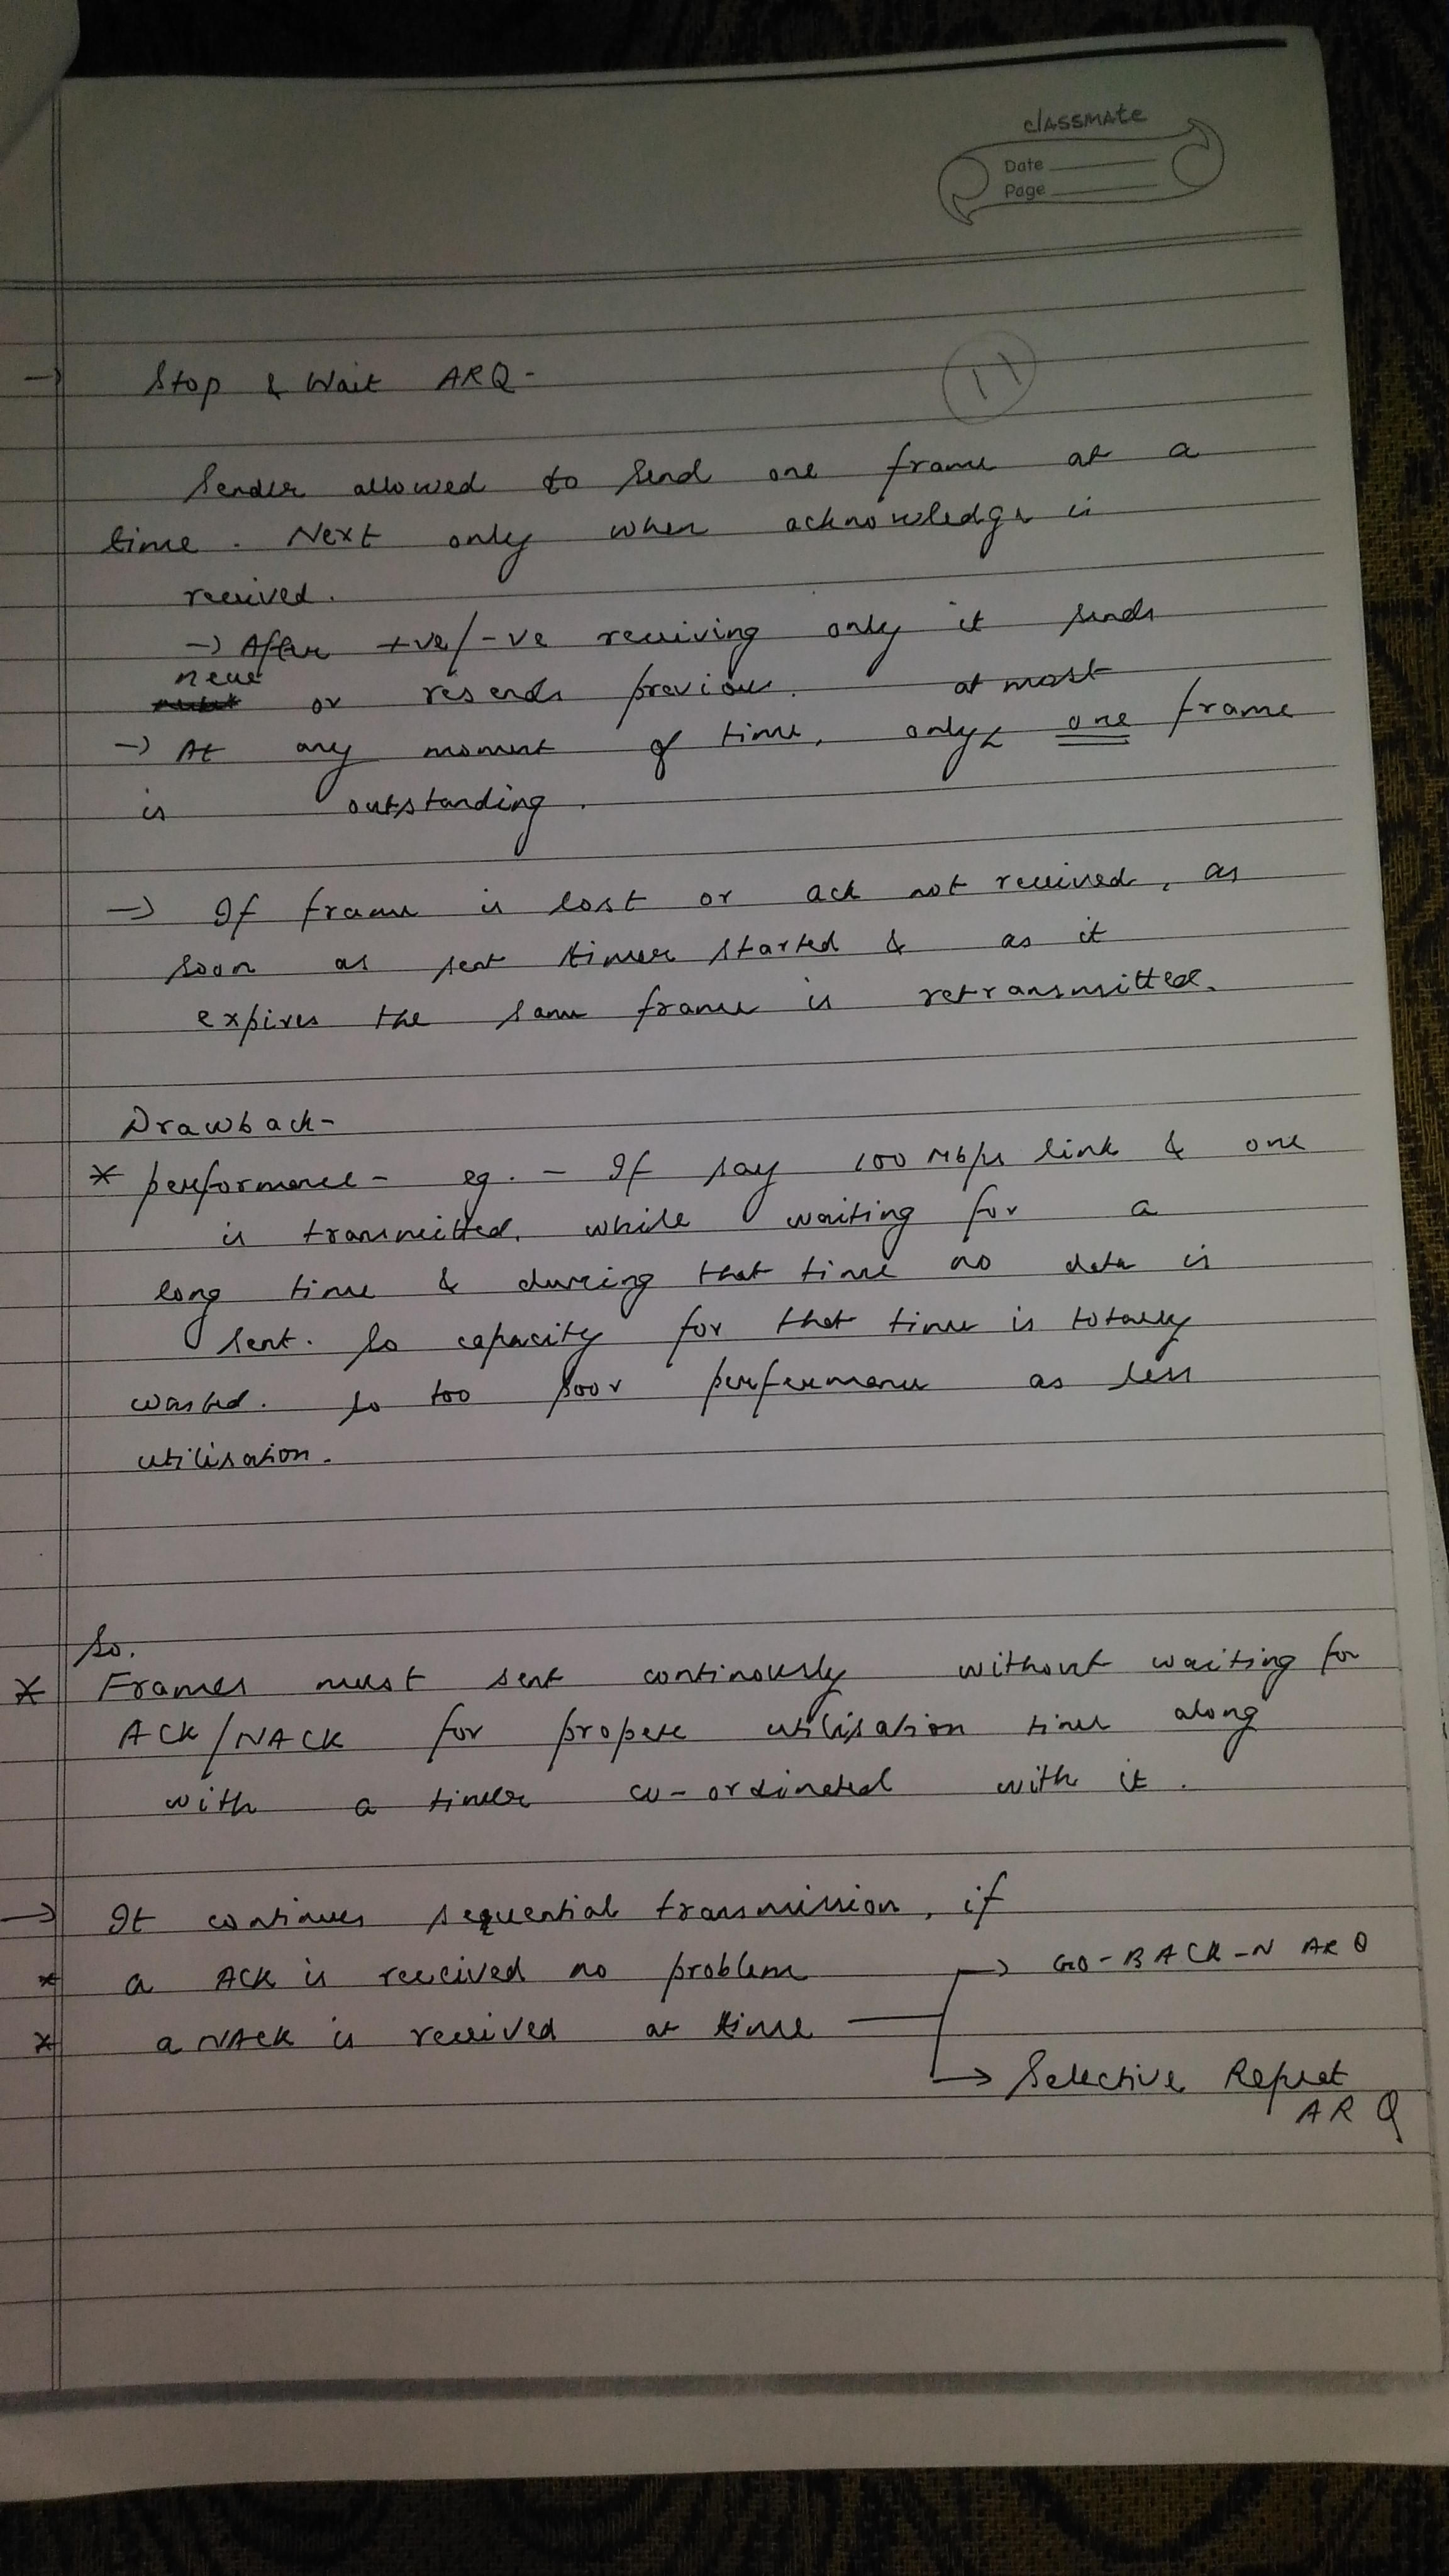 classmate
Date
Page
11
→ Stop & Wait ARQ -
Sender allowed to send one frame at a
time. Next only when acknowledge is
received.
→ After +ve/-ve receiving only it sends
new
or resends previous. at most
→ At any moment of time, only one frame
is outstanding.
→ If frame is lost or ack not received, as
soon as sent timer started & as it
expires the same frame is retransmitted.
Drawback-
* performance - eg. - If say 100 Mbps link & one
is transmitted, while waiting for a
long time & during that time no data is
sent. So capacity for that time is totally
wasted. So too poor performance as less
utilisation.
So,
* Frames must sent continously without waiting for
ACK/NACK for proper utilisation time along
with a timer co-ordinated with it.
→ It continues sequential transmission, if
* a ACK is received no problem
→ GO-BACK-N ARQ
* a NACK is received at time
→ Selective Repeat
ARQ